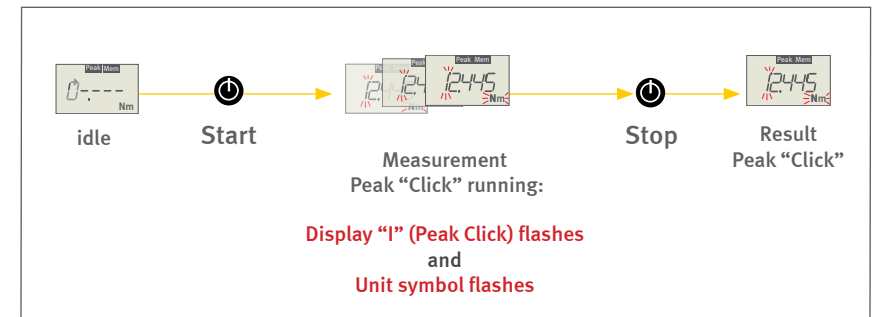 Peak Mem
0-.---
Nm
idle
Start
Peak Mem
12.445
Nm
Measurement
Peak “Click” running:
Display “I” (Peak Click) flashes
and
Unit symbol flashes
Stop
Peak Mem
12.445
Nm
Result
Peak “Click”